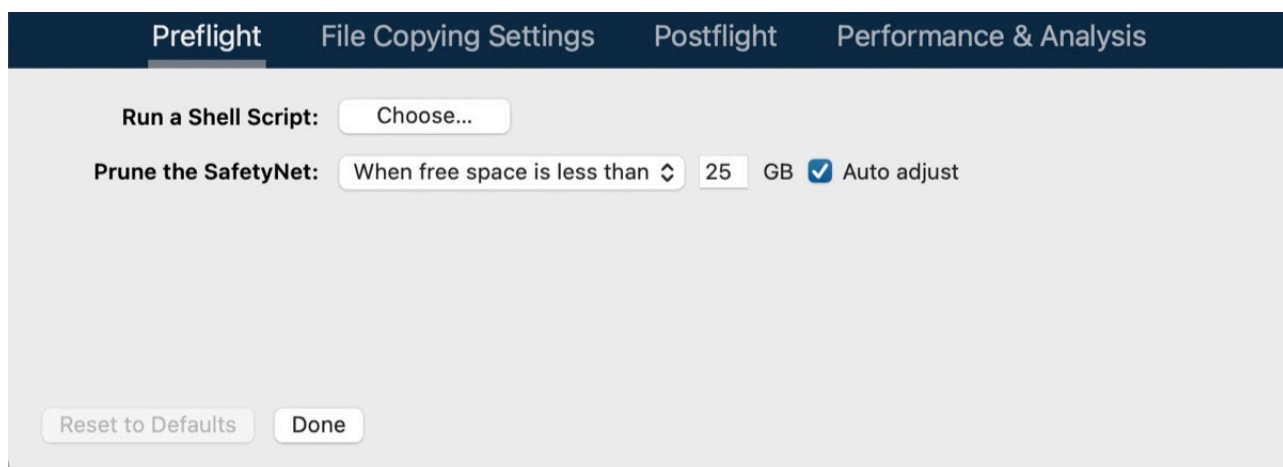 Preflight File Copying Settings Postflight Performance & Analysis
Run a Shell Script: Choose...
Prune the SafetyNet: When free space is less than 25 GB Auto adjust
Reset to Defaults Done